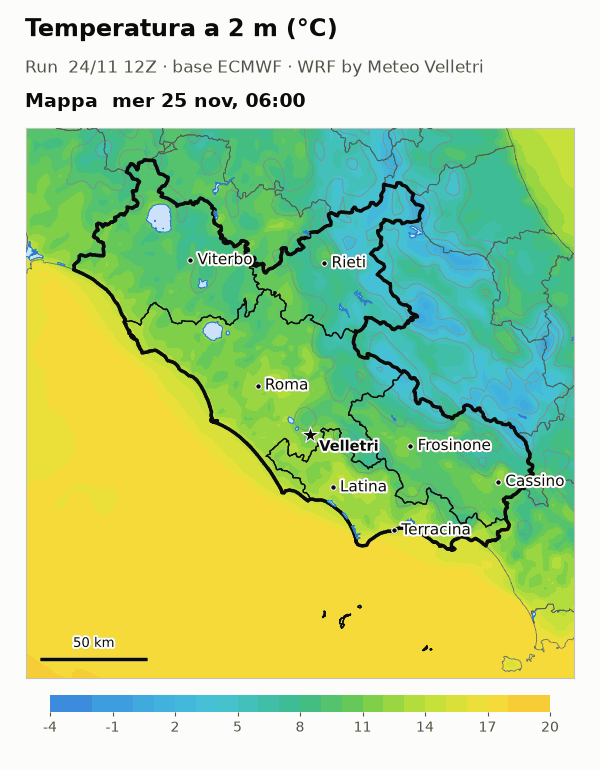 Temperatura a 2 m (°C)
Run  24/11 12Z · base ECMWF · WRF by Meteo Velletri
Mappa  mer 25 nov, 06:00
Viterbo
Rieti
Roma
Velletri
Frosinone
Latina
Cassino
Terracina
50 km
-4 -1 2 5 8 11 14 17 20